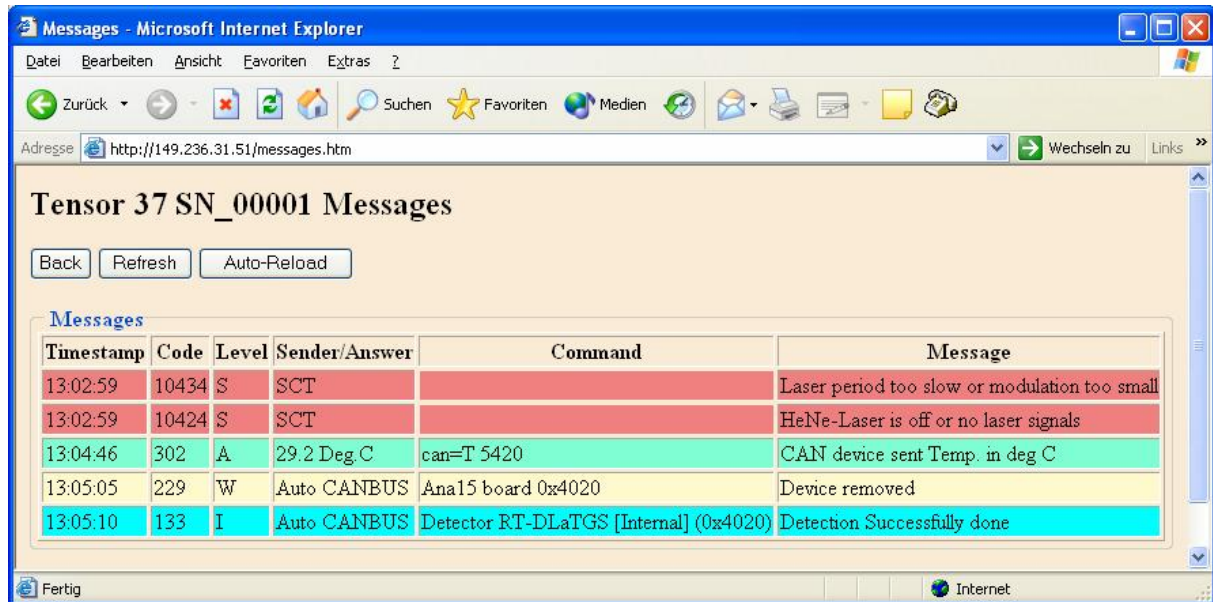 Messages - Microsoft Internet Explorer
Datei Bearbeiten Ansicht Favoriten Extras ?
Zurück Suchen Favoriten Medien
Adresse http://149.236.31.51/messages.htm Wechseln zu Links »
Tensor 37 SN_00001 Messages
Back Refresh Auto-Reload
Messages
Timestamp Code Level Sender/Answer Command Message
13:02:59 10434 S SCT Laser period too slow or modulation too small
13:02:59 10424 S SCT HeNe-Laser is off or no laser signals
13:04:46 302 A 29.2 Deg.C can=T 5420 CAN device sent Temp. in deg C
13:05:05 229 W Auto CANBUS Ana15 board 0x4020 Device removed
13:05:10 133 I Auto CANBUS Detector RT-DLaTGS [Internal] (0x4020) Detection Successfully done
Fertig Internet